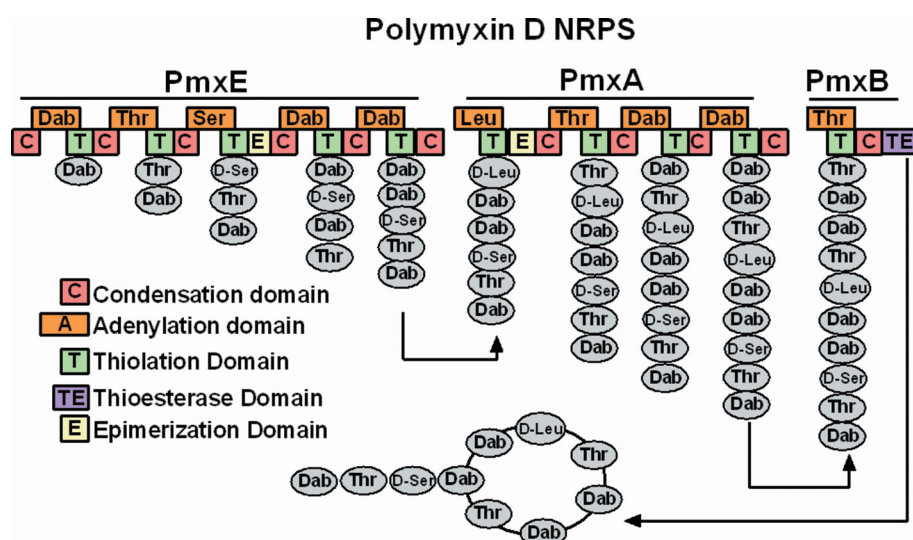 Polymyxin D NRPS
PmxE PmxA PmxB
Dab Thr Ser Dab Dab Leu Thr Dab Dab Thr
C T C T C T E C T C T C T E C T C T C T C T C TE
Dab Thr D-Ser Dab Dab D-Leu Thr Dab Dab Thr
Dab Thr D-Ser Dab Dab D-Leu Thr Dab Dab
Dab Dab D-Ser Dab Dab D-Leu Thr Dab
Thr Thr D-Ser Dab Dab D-Leu Thr
Dab Thr D-Ser Dab Dab D-Leu
Dab Thr D-Ser Dab Dab
Dab Thr D-Ser Dab
Dab Thr D-Ser
Dab Thr
Dab
C Condensation domain
A Adenylation domain
T Thiolation Domain
TE Thioesterase Domain
E Epimerization Domain
Dab D-Leu Thr
Dab Thr D-Ser Dab Dab
Thr Dab